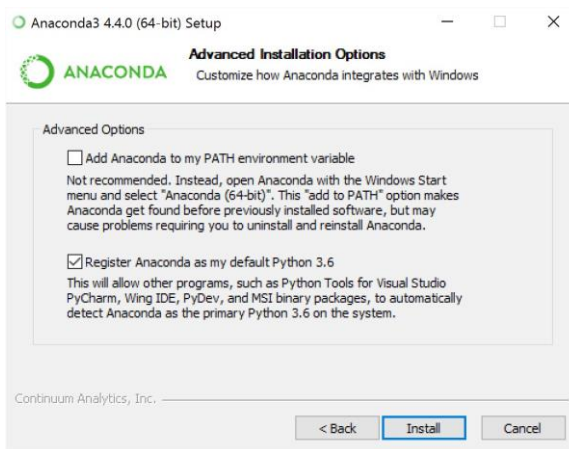 Anaconda3 4.4.0 (64-bit) Setup
ANACONDA
Advanced Installation Options
Customize how Anaconda integrates with Windows
Advanced Options
Add Anaconda to my PATH environment variable
Not recommended. Instead, open Anaconda with the Windows Start
menu and select "Anaconda (64-bit)". This "add to PATH" option makes
Anaconda get found before previously installed software, but may
cause problems requiring you to uninstall and reinstall Anaconda.
Register Anaconda as my default Python 3.6
This will allow other programs, such as Python Tools for Visual Studio
PyCharm, Wing IDE, PyDev, and MSI binary packages, to automatically
detect Anaconda as the primary Python 3.6 on the system.
Continuum Analytics, Inc.
< Back
Install
Cancel